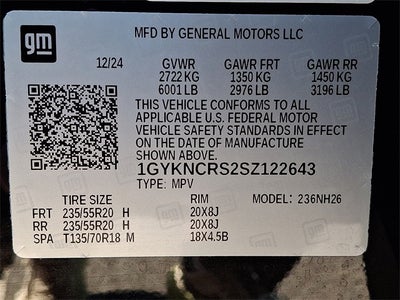 gm
MFD BY GENERAL MOTORS LLC
12/24 GVWR GAWR FRT GAWR RR
2722 KG 1350 KG 1450 KG
6001 LB 2976 LB 3196 LB
THIS VEHICLE CONFORMS TO ALL
APPLICABLE U.S. FEDERAL MOTOR
VEHICLE SAFETY STANDARDS IN EFFECT
ON THE DATE OF MANUFACTURE
SHOWN ABOVE.
1GYKNCRS2SZ122643
TYPE: MPV
TIRE SIZE RIM MODEL: 236NH26
FRT 235/55R20 H 20X8J
RR 235/55R20 H 20X8J
SPA T135/70R18 M 18X4.5B